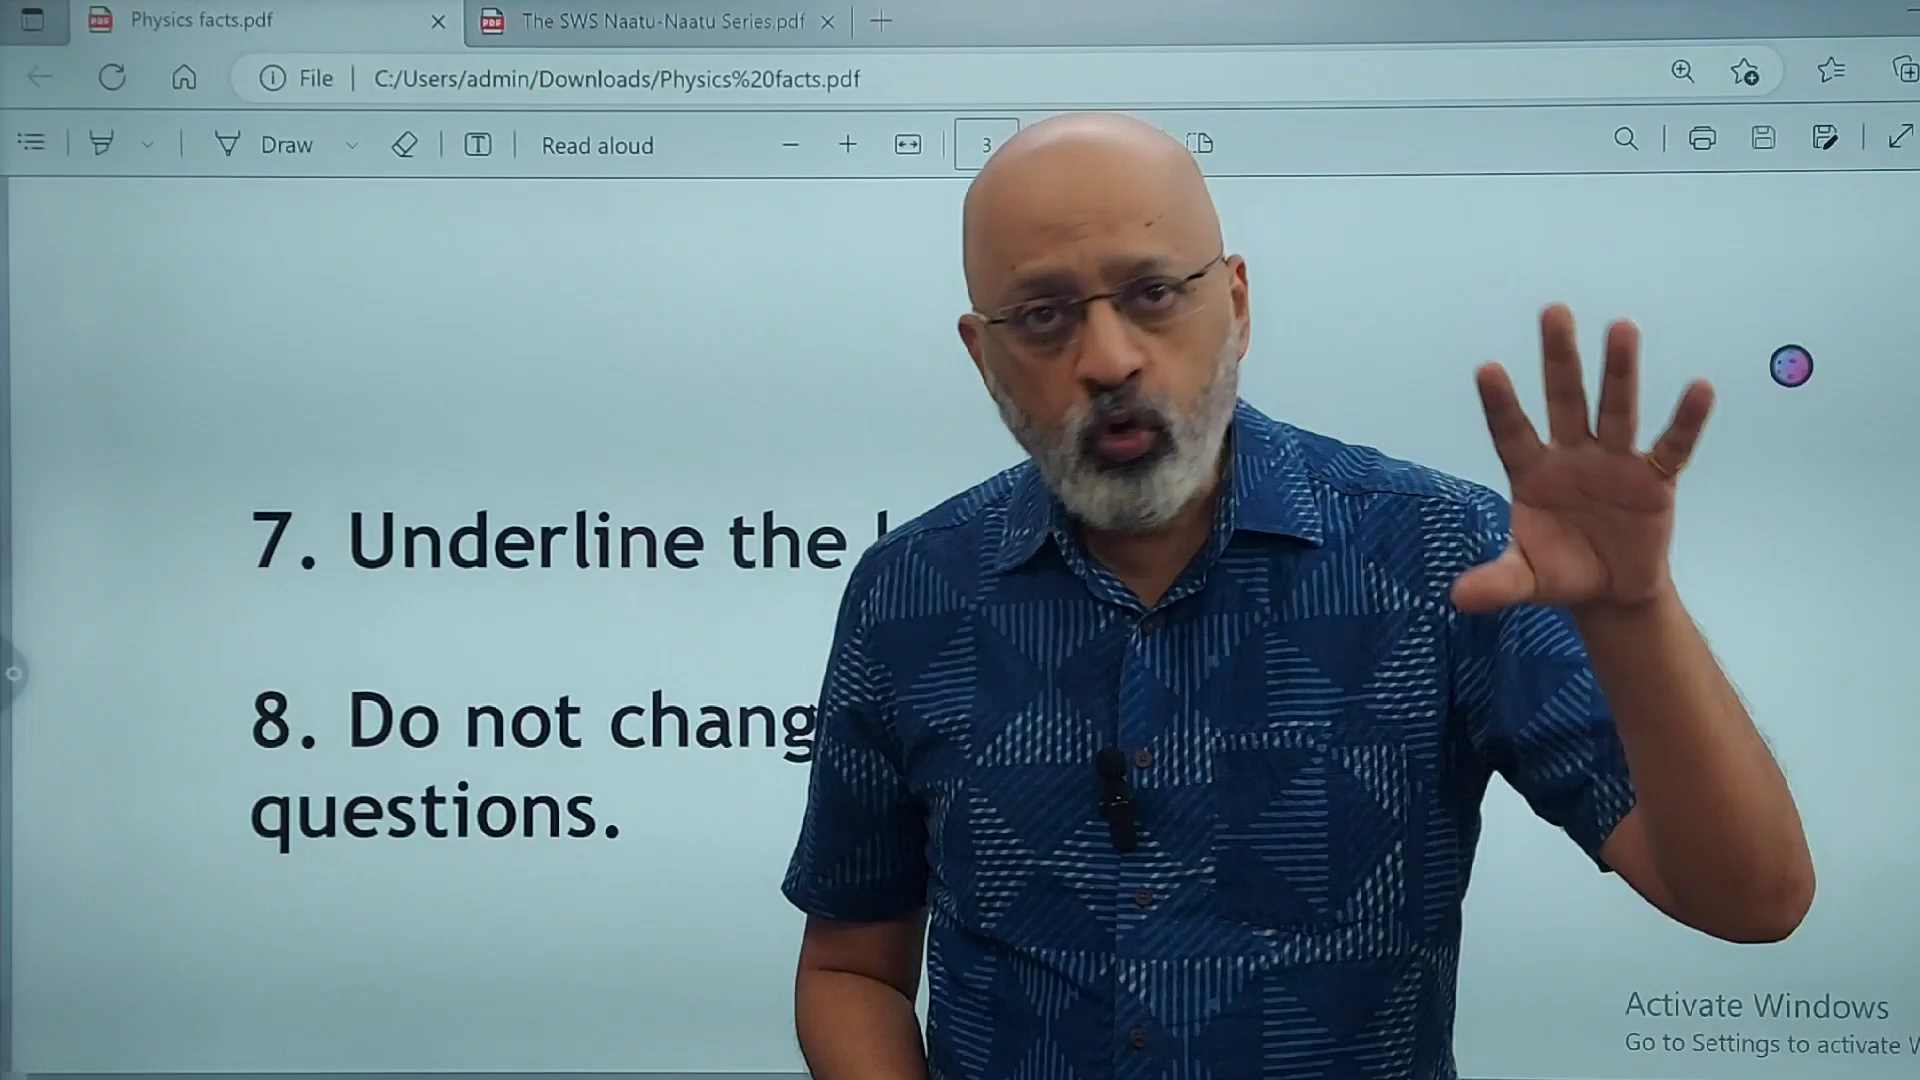 Physics facts.pdf
The SWS Naatu-Naatu Series.pdf
File
C:/Users/admin/Downloads/Physics%20facts.pdf
Draw
Read aloud
3
7. Underline the
8. Do not chang
questions.
Activate Windows
Go to Settings to activate